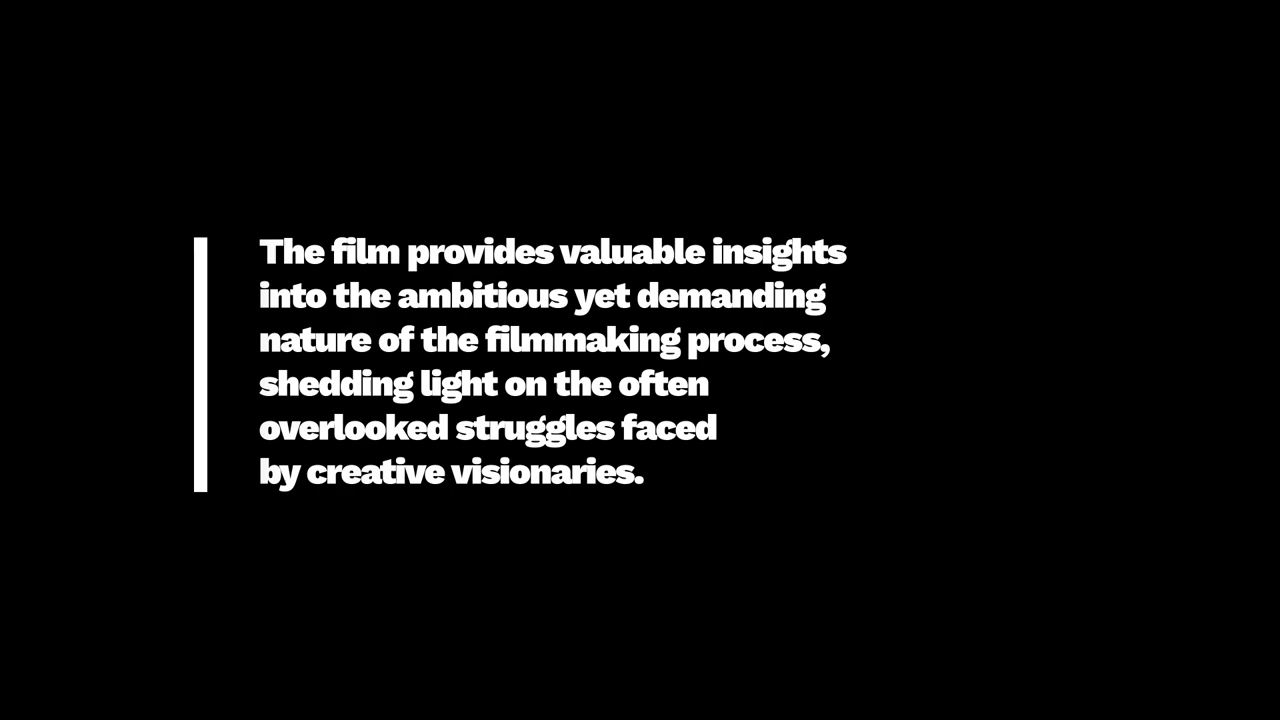 The film provides valuable insights
into the ambitious yet demanding
nature of the filmmaking process,
shedding light on the often
overlooked struggles faced
by creative visionaries.